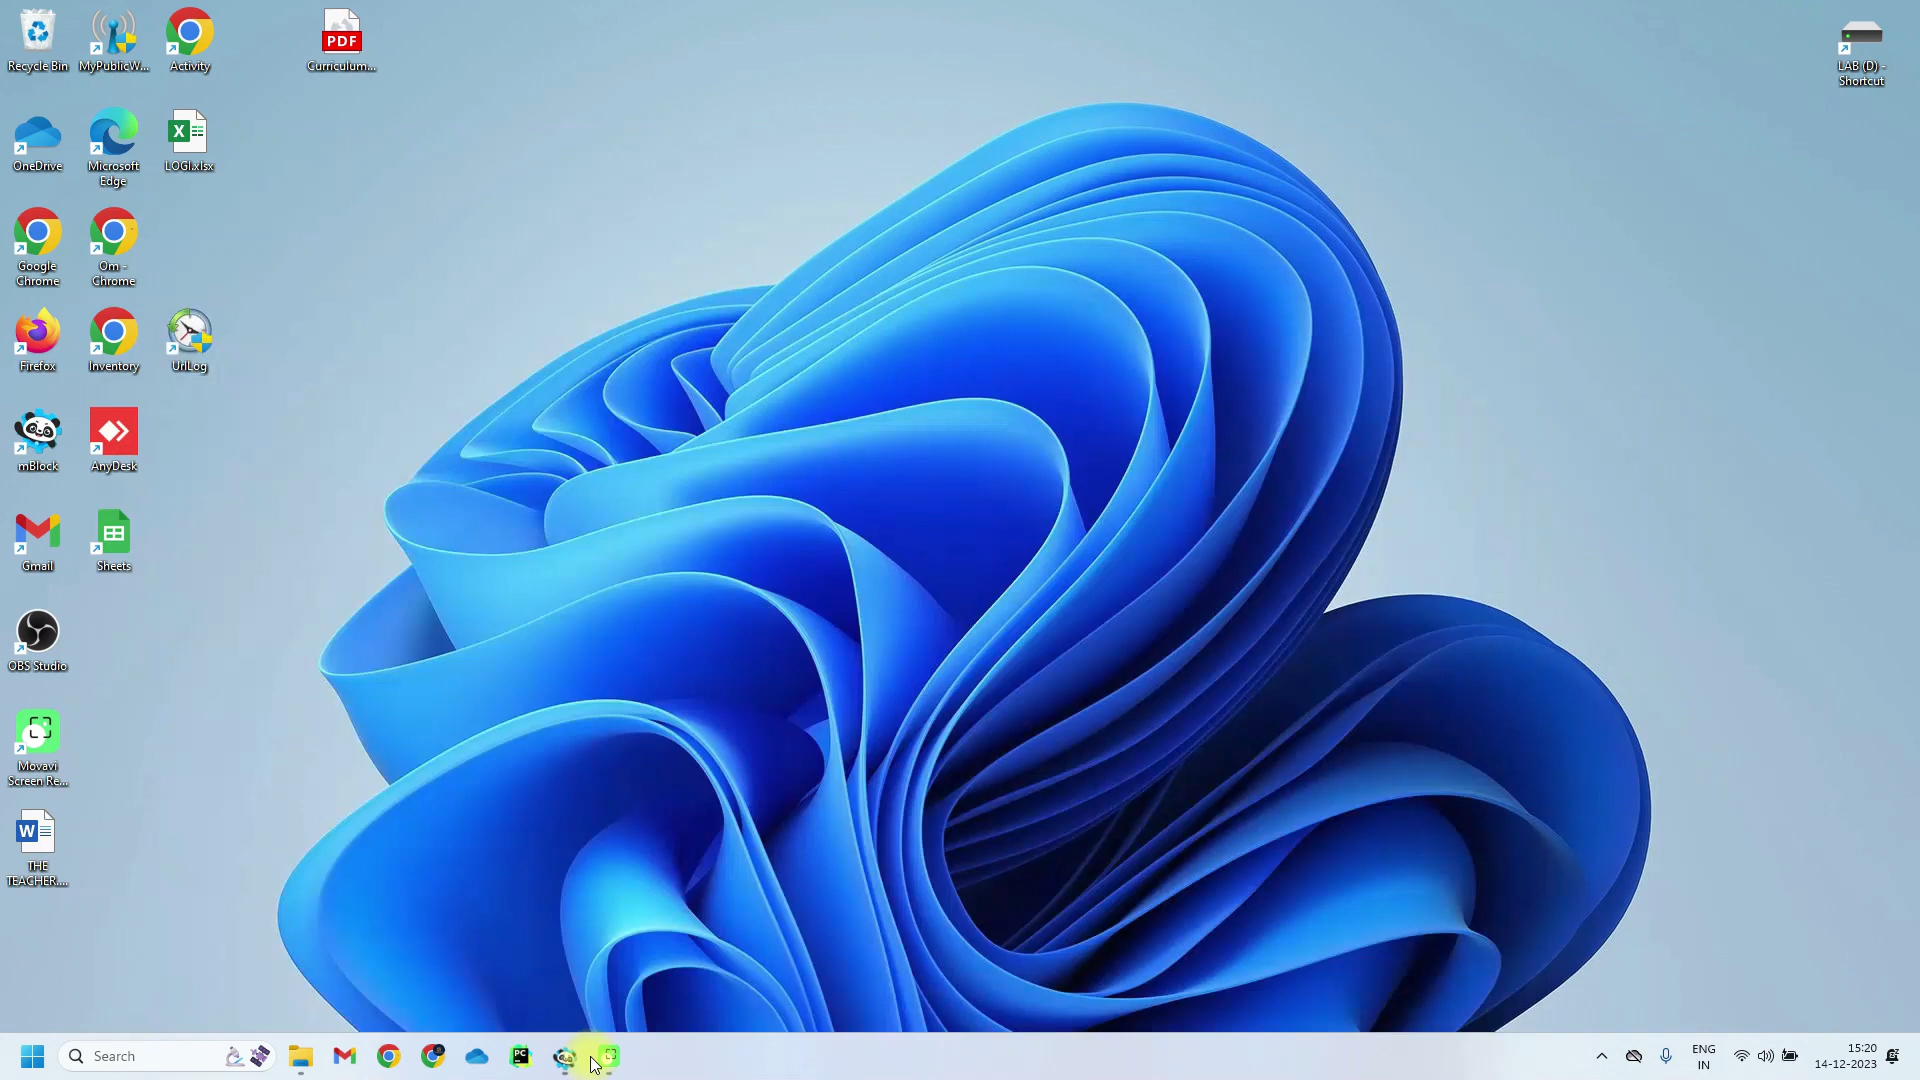 Recycle Bin
MyPublicW...
Activity
PDF
Curriculum...
LAB (D) -
Shortcut
OneDrive
Microsoft
Edge
X
LOGI.xlsx
Google
Chrome
Om -
Chrome
Firefox
Inventory
UrlLog
mBlock
AnyDesk
Gmail
Sheets
OBS Studio
Movavi
Screen Re...
W
THE
TEACHER....
Search
PC
ENG
IN
15:20
14-12-2023